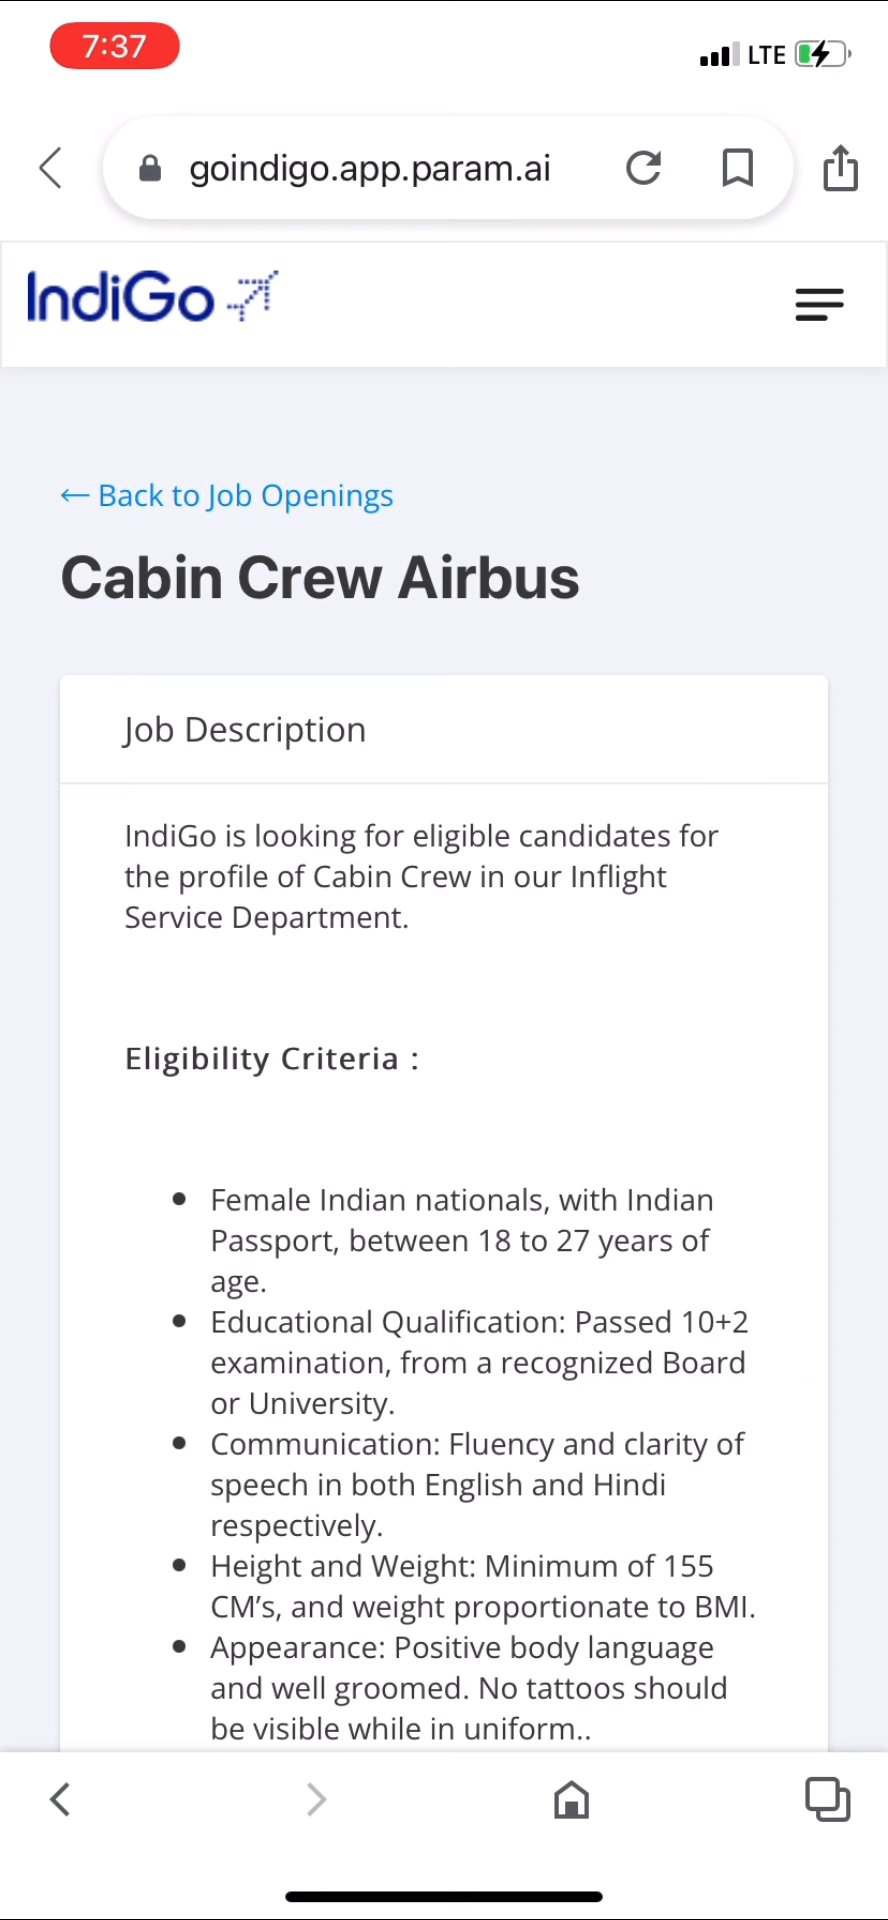 7:37
LTE
goindigo.app.param.ai
IndiGo
← Back to Job Openings
Cabin Crew Airbus
Job Description
IndiGo is looking for eligible candidates for
the profile of Cabin Crew in our Inflight
Service Department.
Eligibility Criteria :
• Female Indian nationals, with Indian
Passport, between 18 to 27 years of
age.
• Educational Qualification: Passed 10+2
examination, from a recognized Board
or University.
• Communication: Fluency and clarity of
speech in both English and Hindi
respectively.
• Height and Weight: Minimum of 155
CM’s, and weight proportionate to BMI.
• Appearance: Positive body language
and well groomed. No tattoos should
be visible while in uniform..